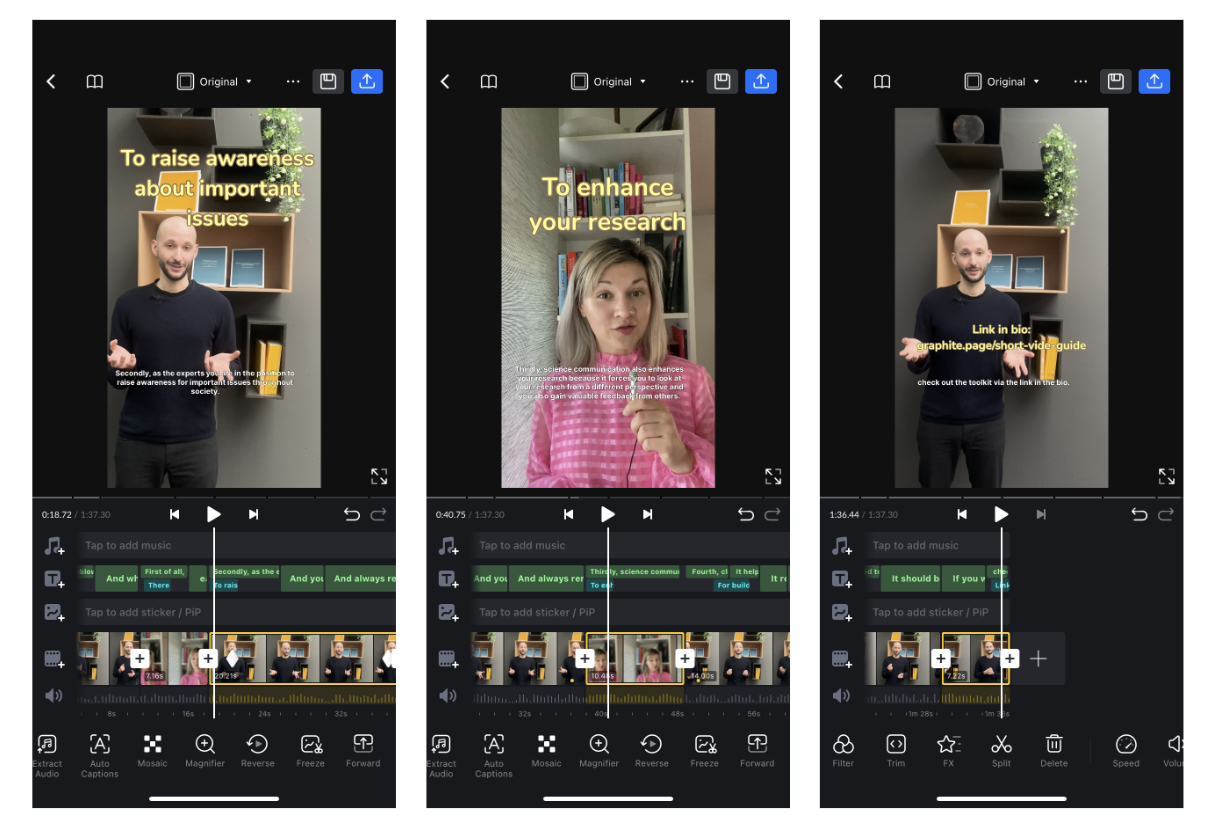 Original
To raise awareness
about important
issues
Secondly, as the experts you are in the position to
raise awareness for important issues throughout
society.
0:18.72 / 1:37.30
Tap to add music
First of all,
Secondly, as the e
And wh
There
To rais
And you
And always re
Tap to add sticker / PiP
7.16s
20.21s
8s
16s
24s
32s
Extract
Audio
Auto
Captions
Mosaic
Magnifier
Reverse
Freeze
Forward
Original
To enhance
your research
Thirdly, science communication also enhances
your research because it forces you to look at
your research from a different perspective and
you also gain valuable feedback from others.
0:40.75 / 1:37.30
Tap to add music
And you
And always rer
Thirdly, science commun
Fourth, cl
It help
For build
Tap to add sticker / PiP
14.00s
32s
40s
48s
56s
Extract
Audio
Auto
Captions
Mosaic
Magnifier
Reverse
Freeze
Forward
Original
Link in bio:
graphite.page/short-vide-guide
check out the toolkit via the link in the bio.
1:36.44 / 1:37.30
Tap to add music
It should b
If you w
che
Link
Tap to add sticker / PiP
7.22s
1m 28s
Filter
Trim
FX
Split
Delete
Speed
Volu